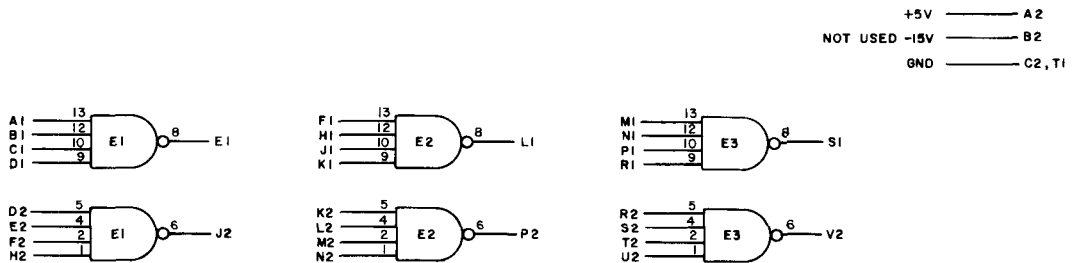 +5V A2
NOT USED -15V B2
GND C2, T1
A1 13
B1 12
C1 10
D1 9
E1
8 E1
F1 13
H1 12
J1 10
K1 9
E2
8 L1
M1 13
N1 12
P1 10
R1 9
E3
8 S1
D2 5
E2 4
F2 2
H2 1
E1
6 J2
K2 5
L2 4
M2 2
N2 1
E2
6 P2
R2 5
S2 4
T2 2
U2 1
E3
6 V2